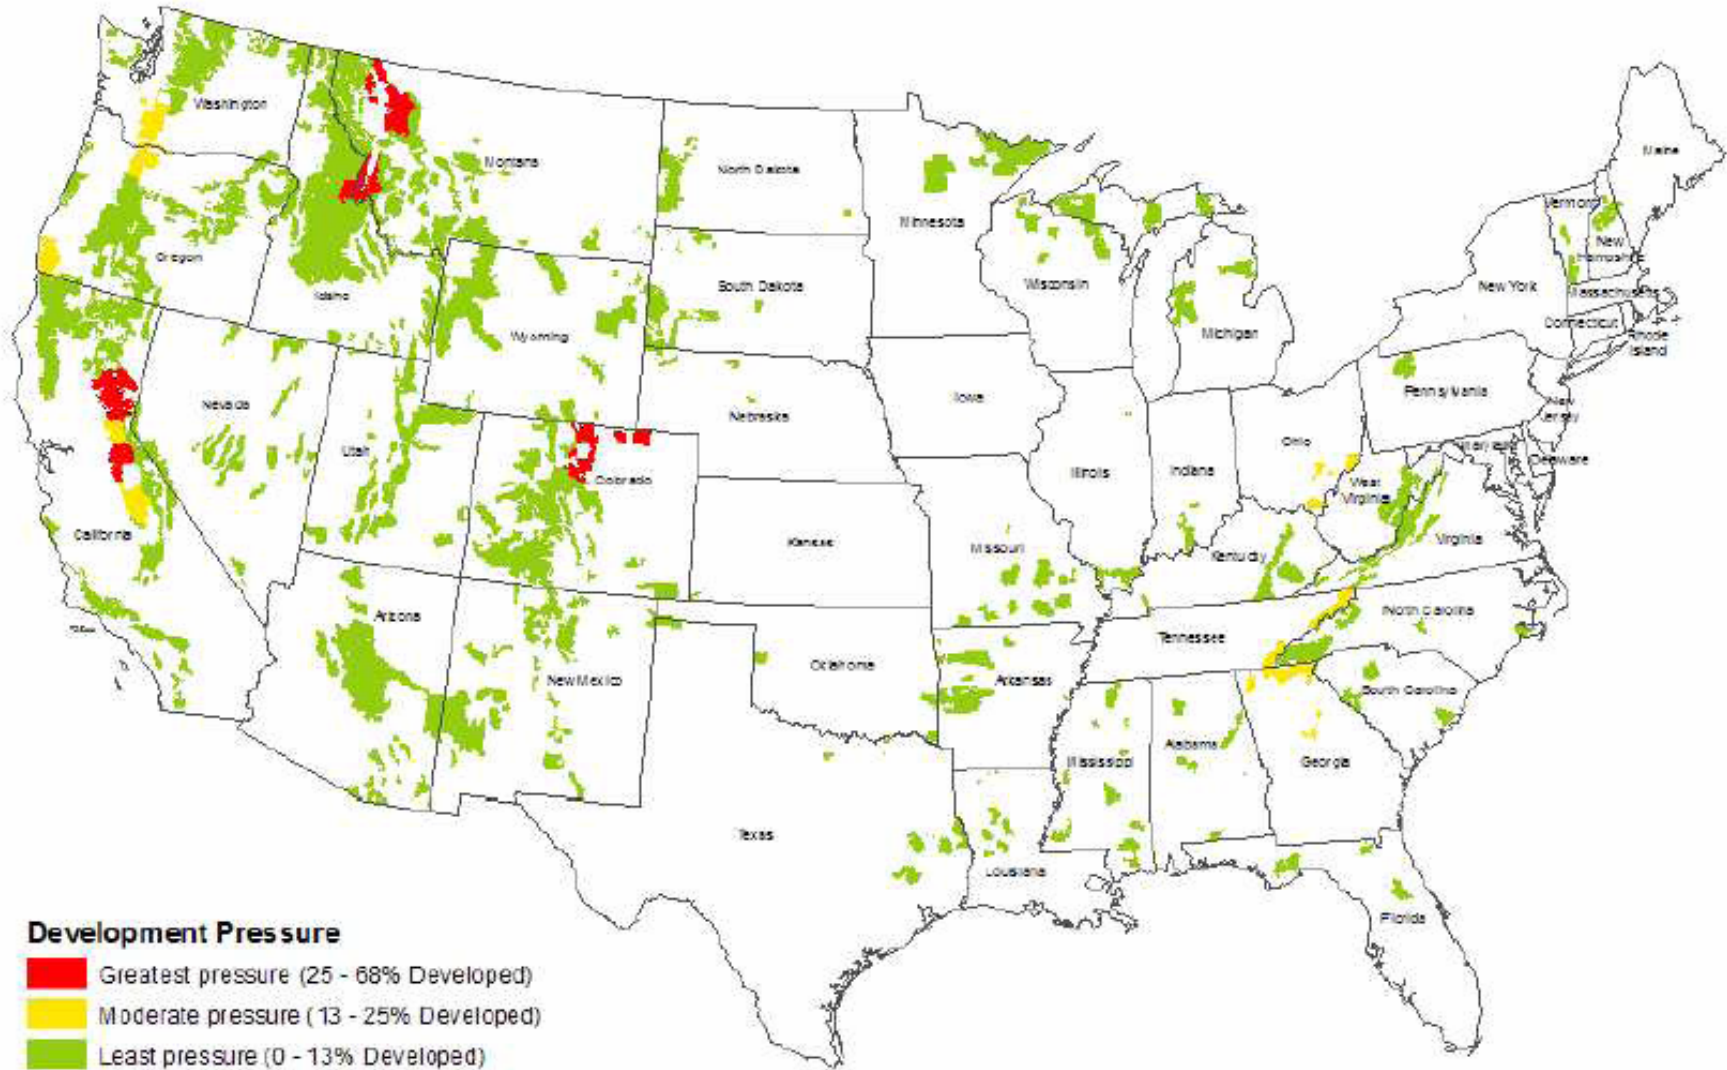 Washington
Montana
North Dakota
Minnesota
Maine
Vermont
New
Hampshire
Oregon
Idaho
Wyoming
South Dakota
Wisconsin
Michigan
New York
Massachusetts
Connecticut
Rhode
Island
Nevada
Utah
Colorado
Nebraska
Iowa
Illinois
Indiana
Ohio
Pennsylvania
New
Jersey
Maryland
Delaware
West
Virginia
Virginia
California
Kansas
Missouri
Kentucky
Arizona
New Mexico
Oklahoma
Arkansas
Tennessee
North Carolina
South Carolina
Texas
Louisiana
Mississippi
Alabama
Georgia
Florida
Development Pressure
Greatest pressure (25 - 68% Developed)
Moderate pressure (13 - 25% Developed)
Least pressure (0 - 13% Developed)